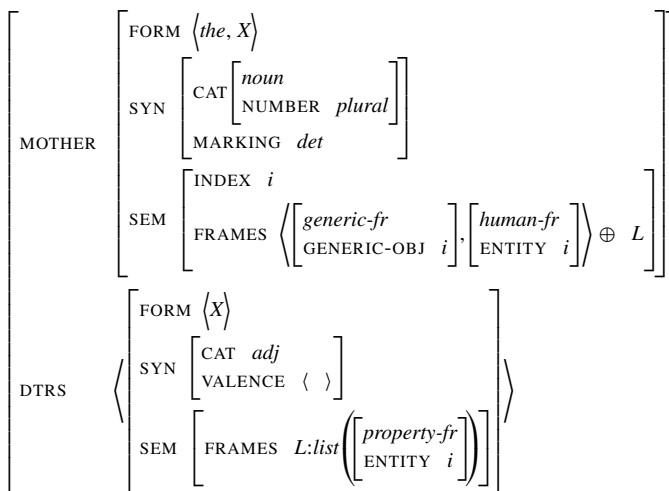 FORM ⟨the, X⟩
SYN CAT noun
NUMBER plural
MARKING det
MOTHER
SEM INDEX i
FRAMES ⟨[generic-fr GENERIC-OBJ i], [human-fr ENTITY i]⟩ ⊕ L
FORM ⟨X⟩
SYN CAT adj
VALENCE ⟨ ⟩
DTRS
SEM FRAMES L:list([property-fr ENTITY i])